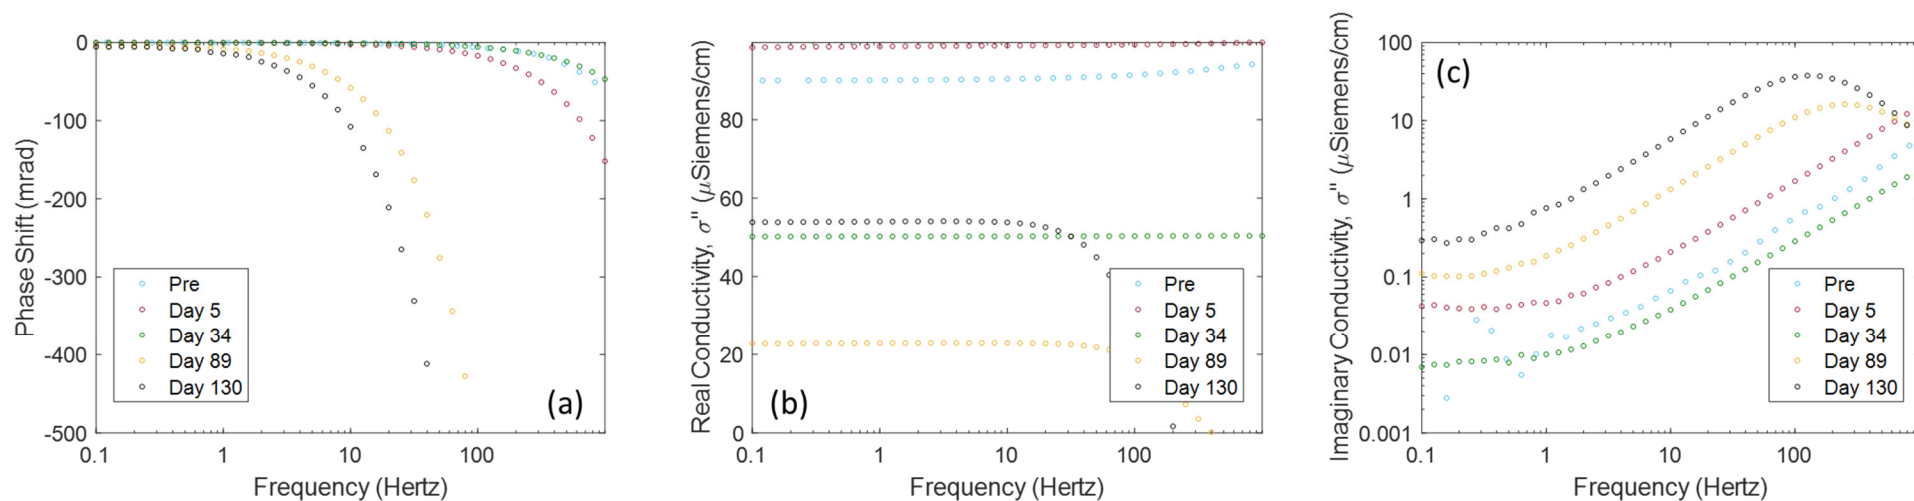 0
-100
-200
-300
-400
-500
Phase Shift (mrad)
Pre
Day 5
Day 34
Day 89
Day 130
(a)
0.1
1
10
100
Frequency (Hertz)
80
60
40
20
0
Real Conductivity, σ" (μSiemens/cm)
Pre
Day 5
Day 34
Day 89
Day 130
(b)
0.1
1
10
100
Frequency (Hertz)
100
10
1
0.1
0.01
0.001
Imaginary Conductivity, σ" (μSiemens/cm)
(c)
Pre
Day 5
Day 34
Day 89
Day 130
0.1
1
10
100
Frequency (Hertz)